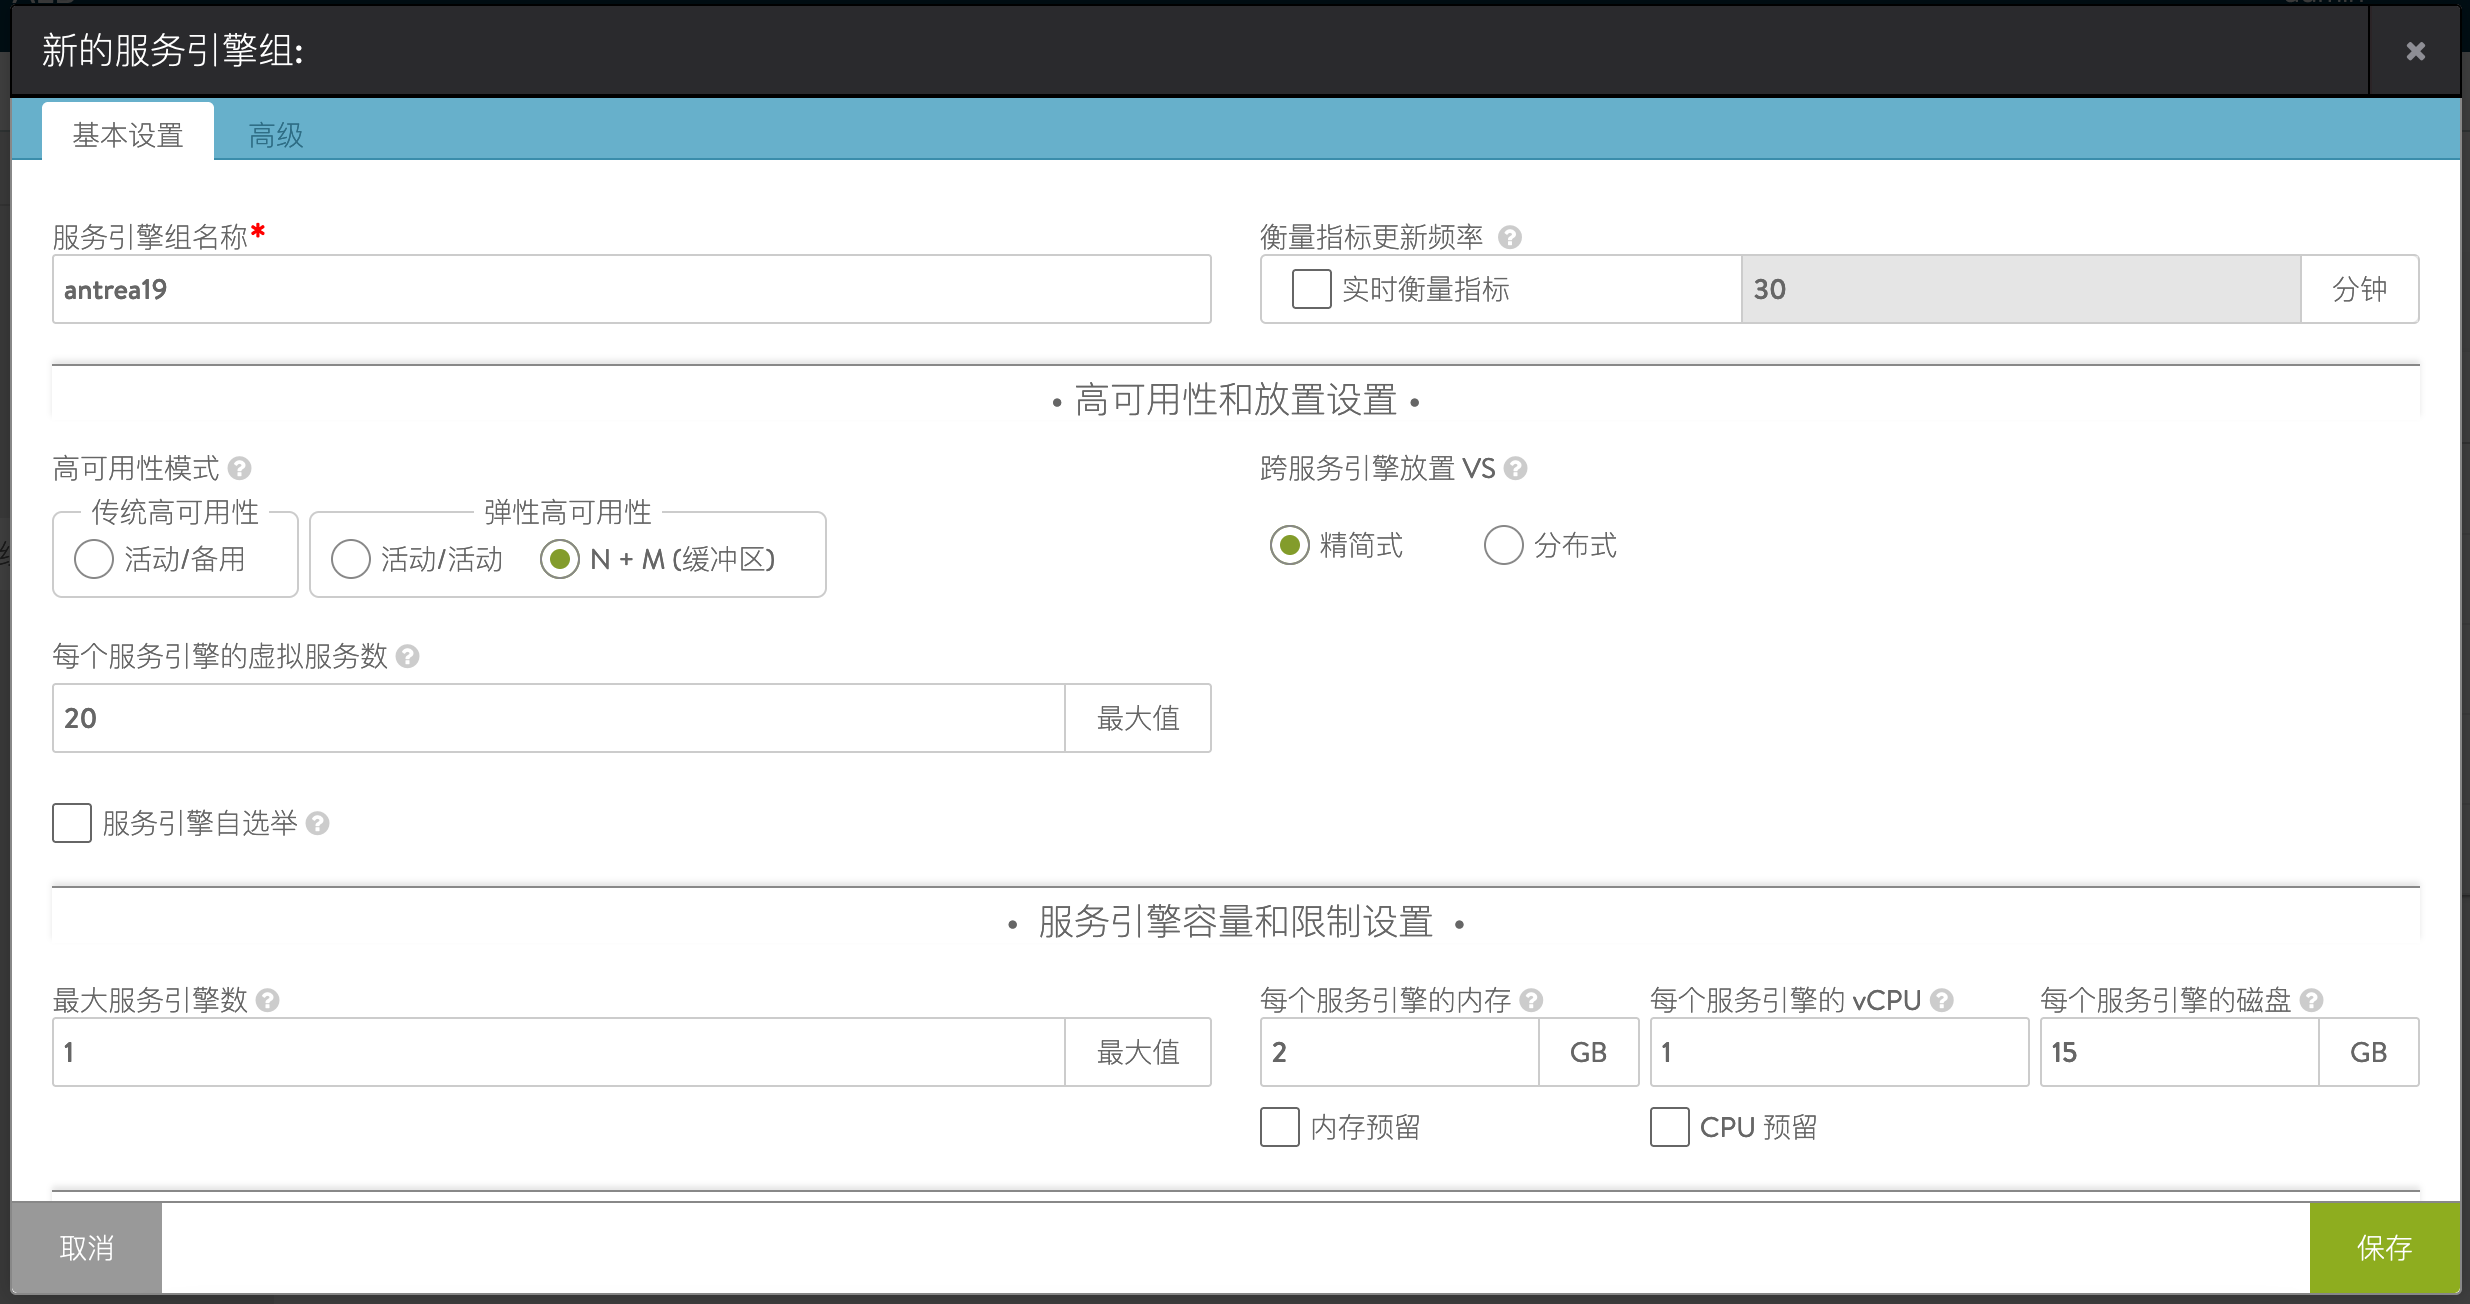 新的服务引擎组:
基本设置 高级
服务引擎组名称*
antrea19
衡量指标更新频率
实时衡量指标 30 分钟
• 高可用性和放置设置 •
高可用性模式
传统高可用性
活动/备用
弹性高可用性
活动/活动 N + M (缓冲区)
跨服务引擎放置 VS
精简式 分布式
每个服务引擎的虚拟服务数
20 最大值
服务引擎自选举
• 服务引擎容量和限制设置 •
最大服务引擎数
1 最大值
每个服务引擎的内存
2 GB
内存预留
每个服务引擎的 vCPU
1
CPU 预留
每个服务引擎的磁盘
15 GB
取消 保存